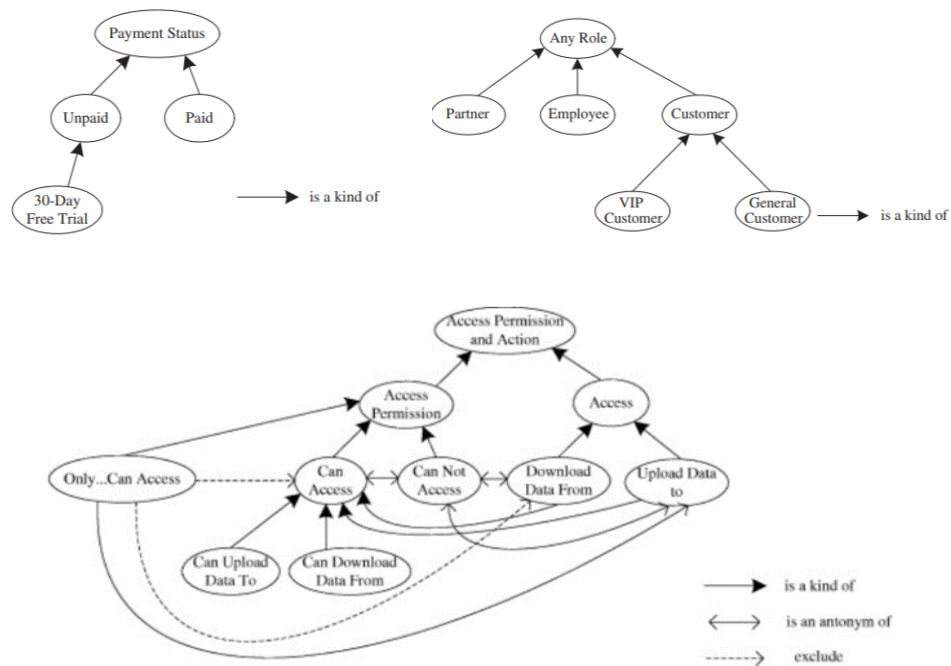 Payment Status
Unpaid
Paid
30-Day
Free Trial
is a kind of
Any Role
Partner
Employee
Customer
VIP
Customer
General
Customer
is a kind of
Access Permission
and Action
Access
Permission
Access
Only...Can Access
Can
Access
Can Not
Access
Download
Data From
Upload Data
to
Can Upload
Data To
Can Download
Data From
is a kind of
is an antonym of
exclude